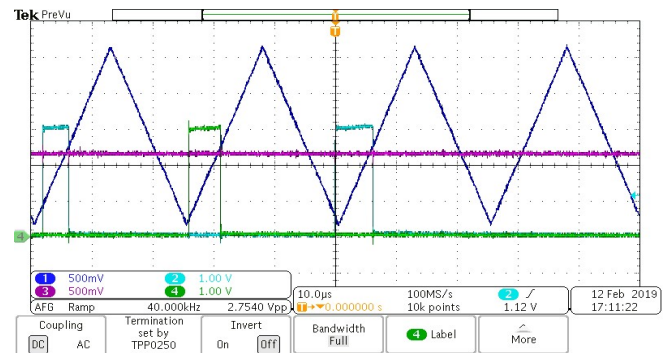 Tek PreVu
T
T
4
1 500mV 2 1.00 V
3 500mV 4 1.00 V
AFG Ramp 40.000kHz 2.7540 Vpp
10.0µs 100MS/s 2
T→▼0.000000 s 10k points 1.12 V
12 Feb 2019
17:11:22
Coupling
DC AC
Termination
set by
TPP0250
Invert
On Off
Bandwidth
Full
4 Label
More